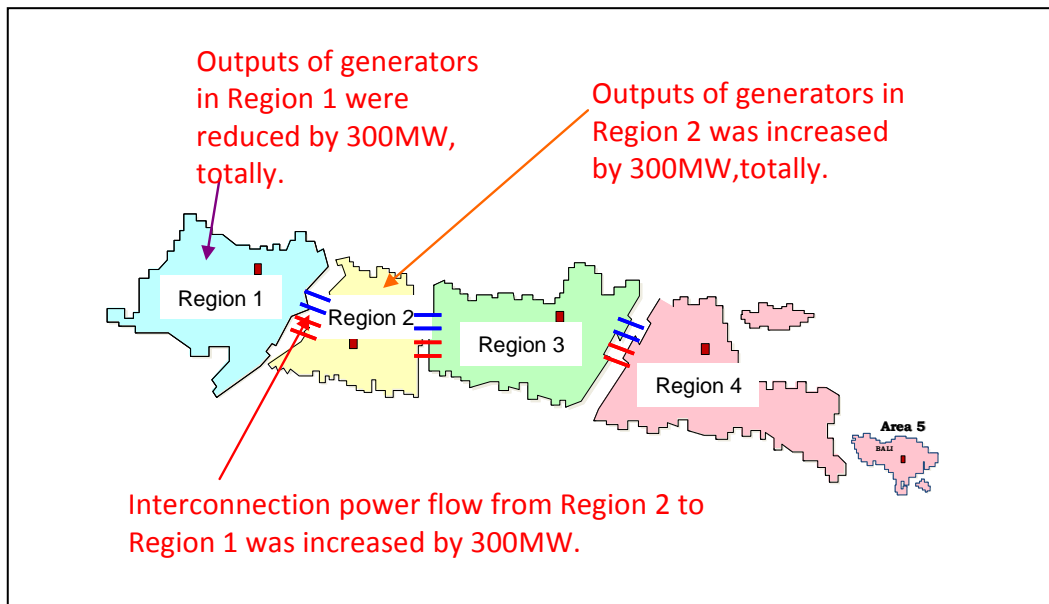 Outputs of generators
in Region 1 were
reduced by 300MW,
totally.
Outputs of generators in
Region 2 was increased
by 300MW,totally.
Region 1
Region 2
Region 3
Region 4
Area 5
BALI
Interconnection power flow from Region 2 to
Region 1 was increased by 300MW.